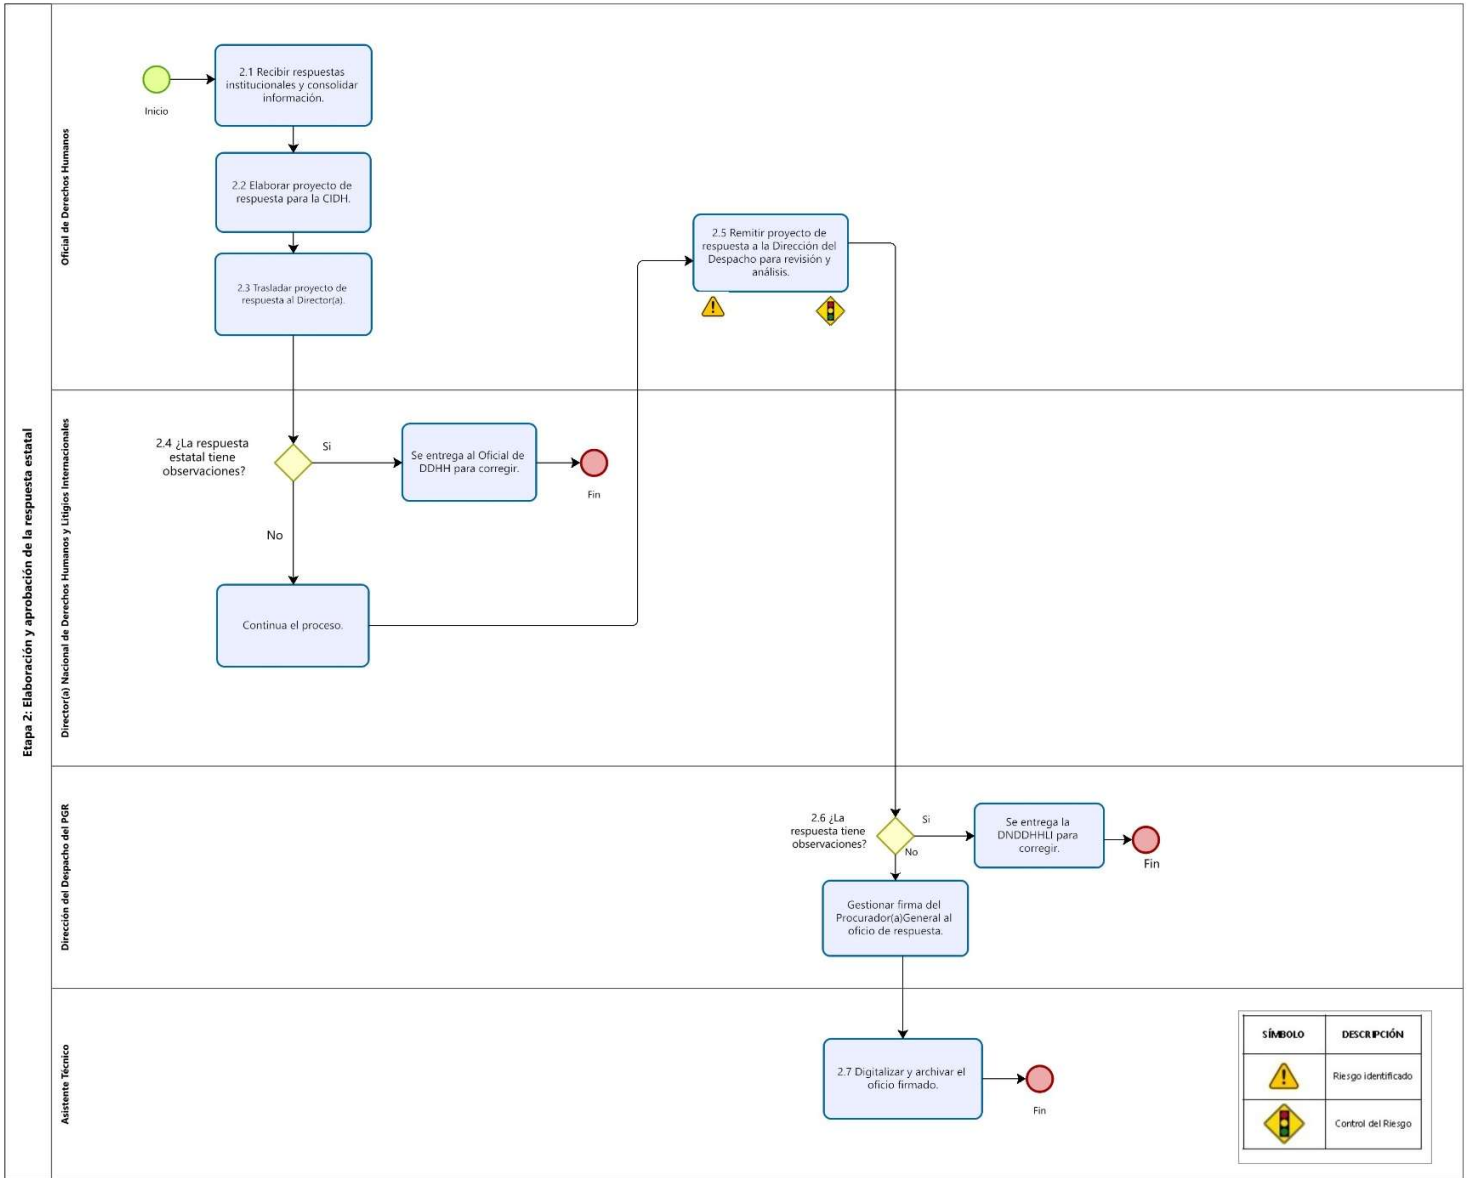 Etapa 2: Elaboración y aprobación de la respuesta estatal
Oficial de Derechos Humanos
Inicio
2.1 Recibir respuestas
institucionales y consolidar
información.
2.2 Elaborar proyecto de
respuesta para la CIDH.
2.3 Trasladar proyecto de
respuesta al Director(a).
2.5 Remitir proyecto de
respuesta a la Dirección del
Despacho para revisión y
análisis.
Director(a) Nacional de Derechos Humanos y Litigios Internacionales
2.4 ¿La respuesta
estatal tiene
observaciones?
Si
Se entrega al Oficial de
DDHH para corregir.
Fin
No
Continua el proceso.
Dirección del Despacho del PGR
2.6 ¿La
respuesta tiene
observaciones?
Si
Se entrega la
DNDDHHLI para
corregir.
Fin
No
Gestionar firma del
Procurador(a)General al
oficio de respuesta.
Asistente Técnico
2.7 Digitalizar y archivar el
oficio firmado.
Fin
SÍMBOLO DESCRIPCIÓN
Riesgo identificado
Control del Riesgo